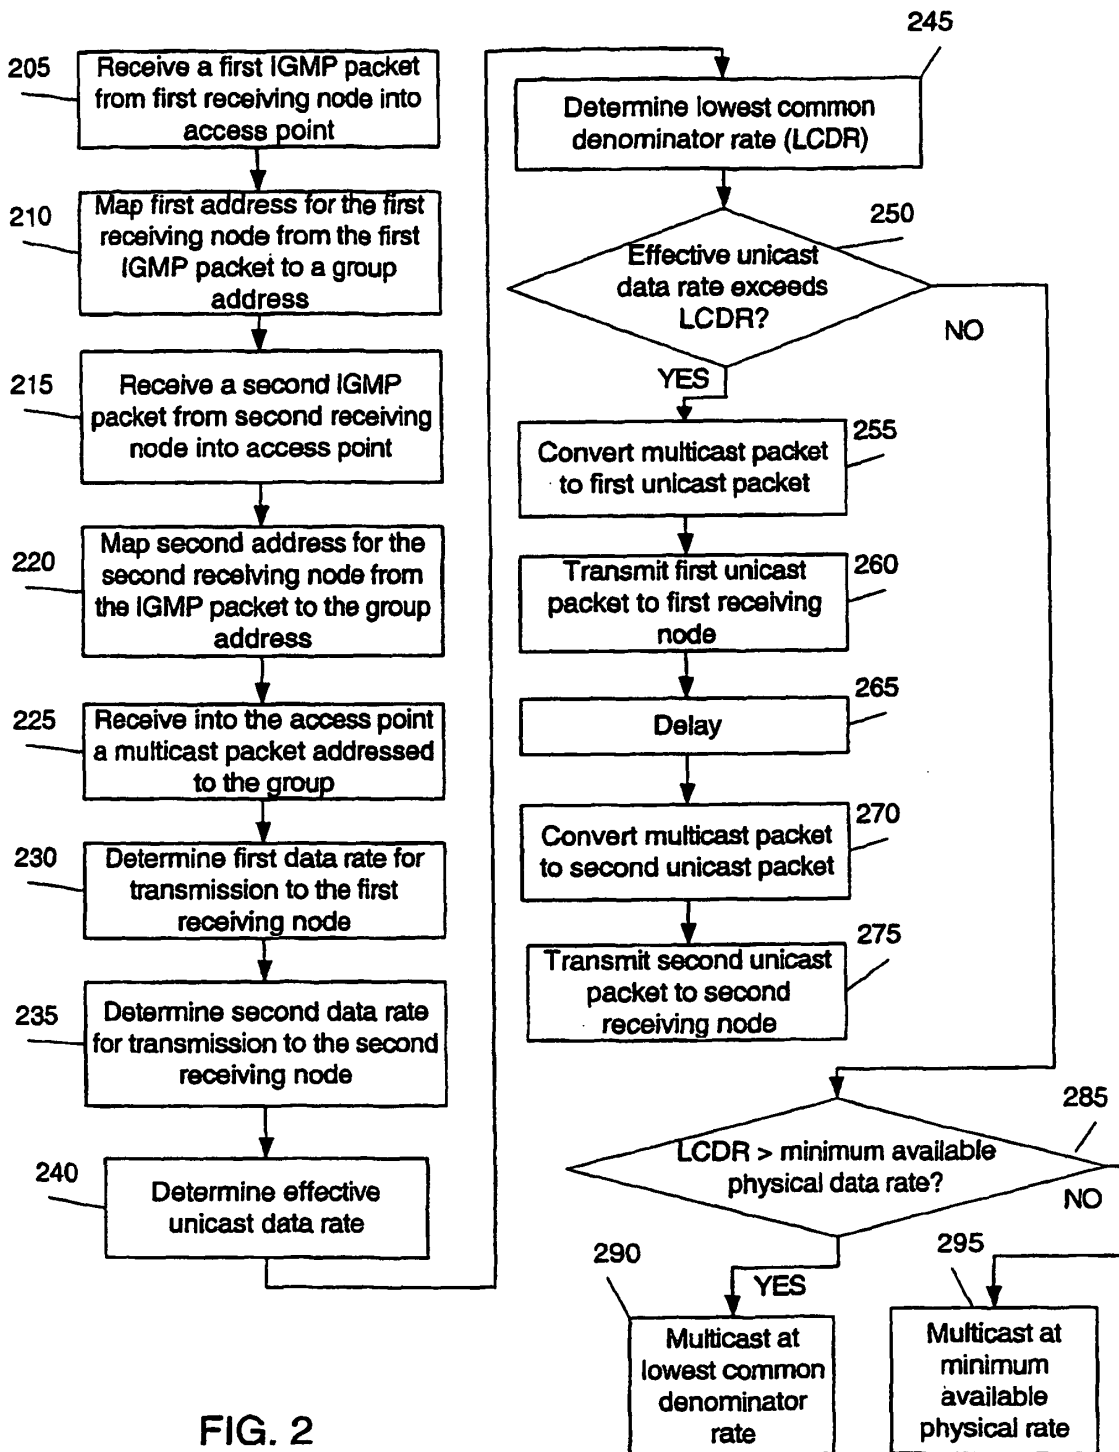 205
Receive a first IGMP packet
from first receiving node into
access point
210
Map first address for the first
receiving node from the first
IGMP packet to a group
address
215
Receive a second IGMP
packet from second receiving
node into access point
220
Map second address for the
second receiving node from
the IGMP packet to the group
address
225
Receive into the access point
a multicast packet addressed
to the group
230
Determine first data rate for
transmission to the first
receiving node
235
Determine second data rate
for transmission to the second
receiving node
240
Determine effective
unicast data rate
245
Determine lowest common
denominator rate (LCDR)
250
Effective unicast
data rate exceeds
LCDR?
NO
YES
255
Convert multicast packet
to first unicast packet
260
Transmit first unicast
packet to first receiving
node
265
Delay
270
Convert multicast packet
to second unicast packet
275
Transmit second unicast
packet to second
receiving node
285
LCDR > minimum available
physical data rate?
NO
YES
290
Multicast at
lowest common
denominator
rate
295
Multicast at
minimum
available
physical rate
FIG. 2